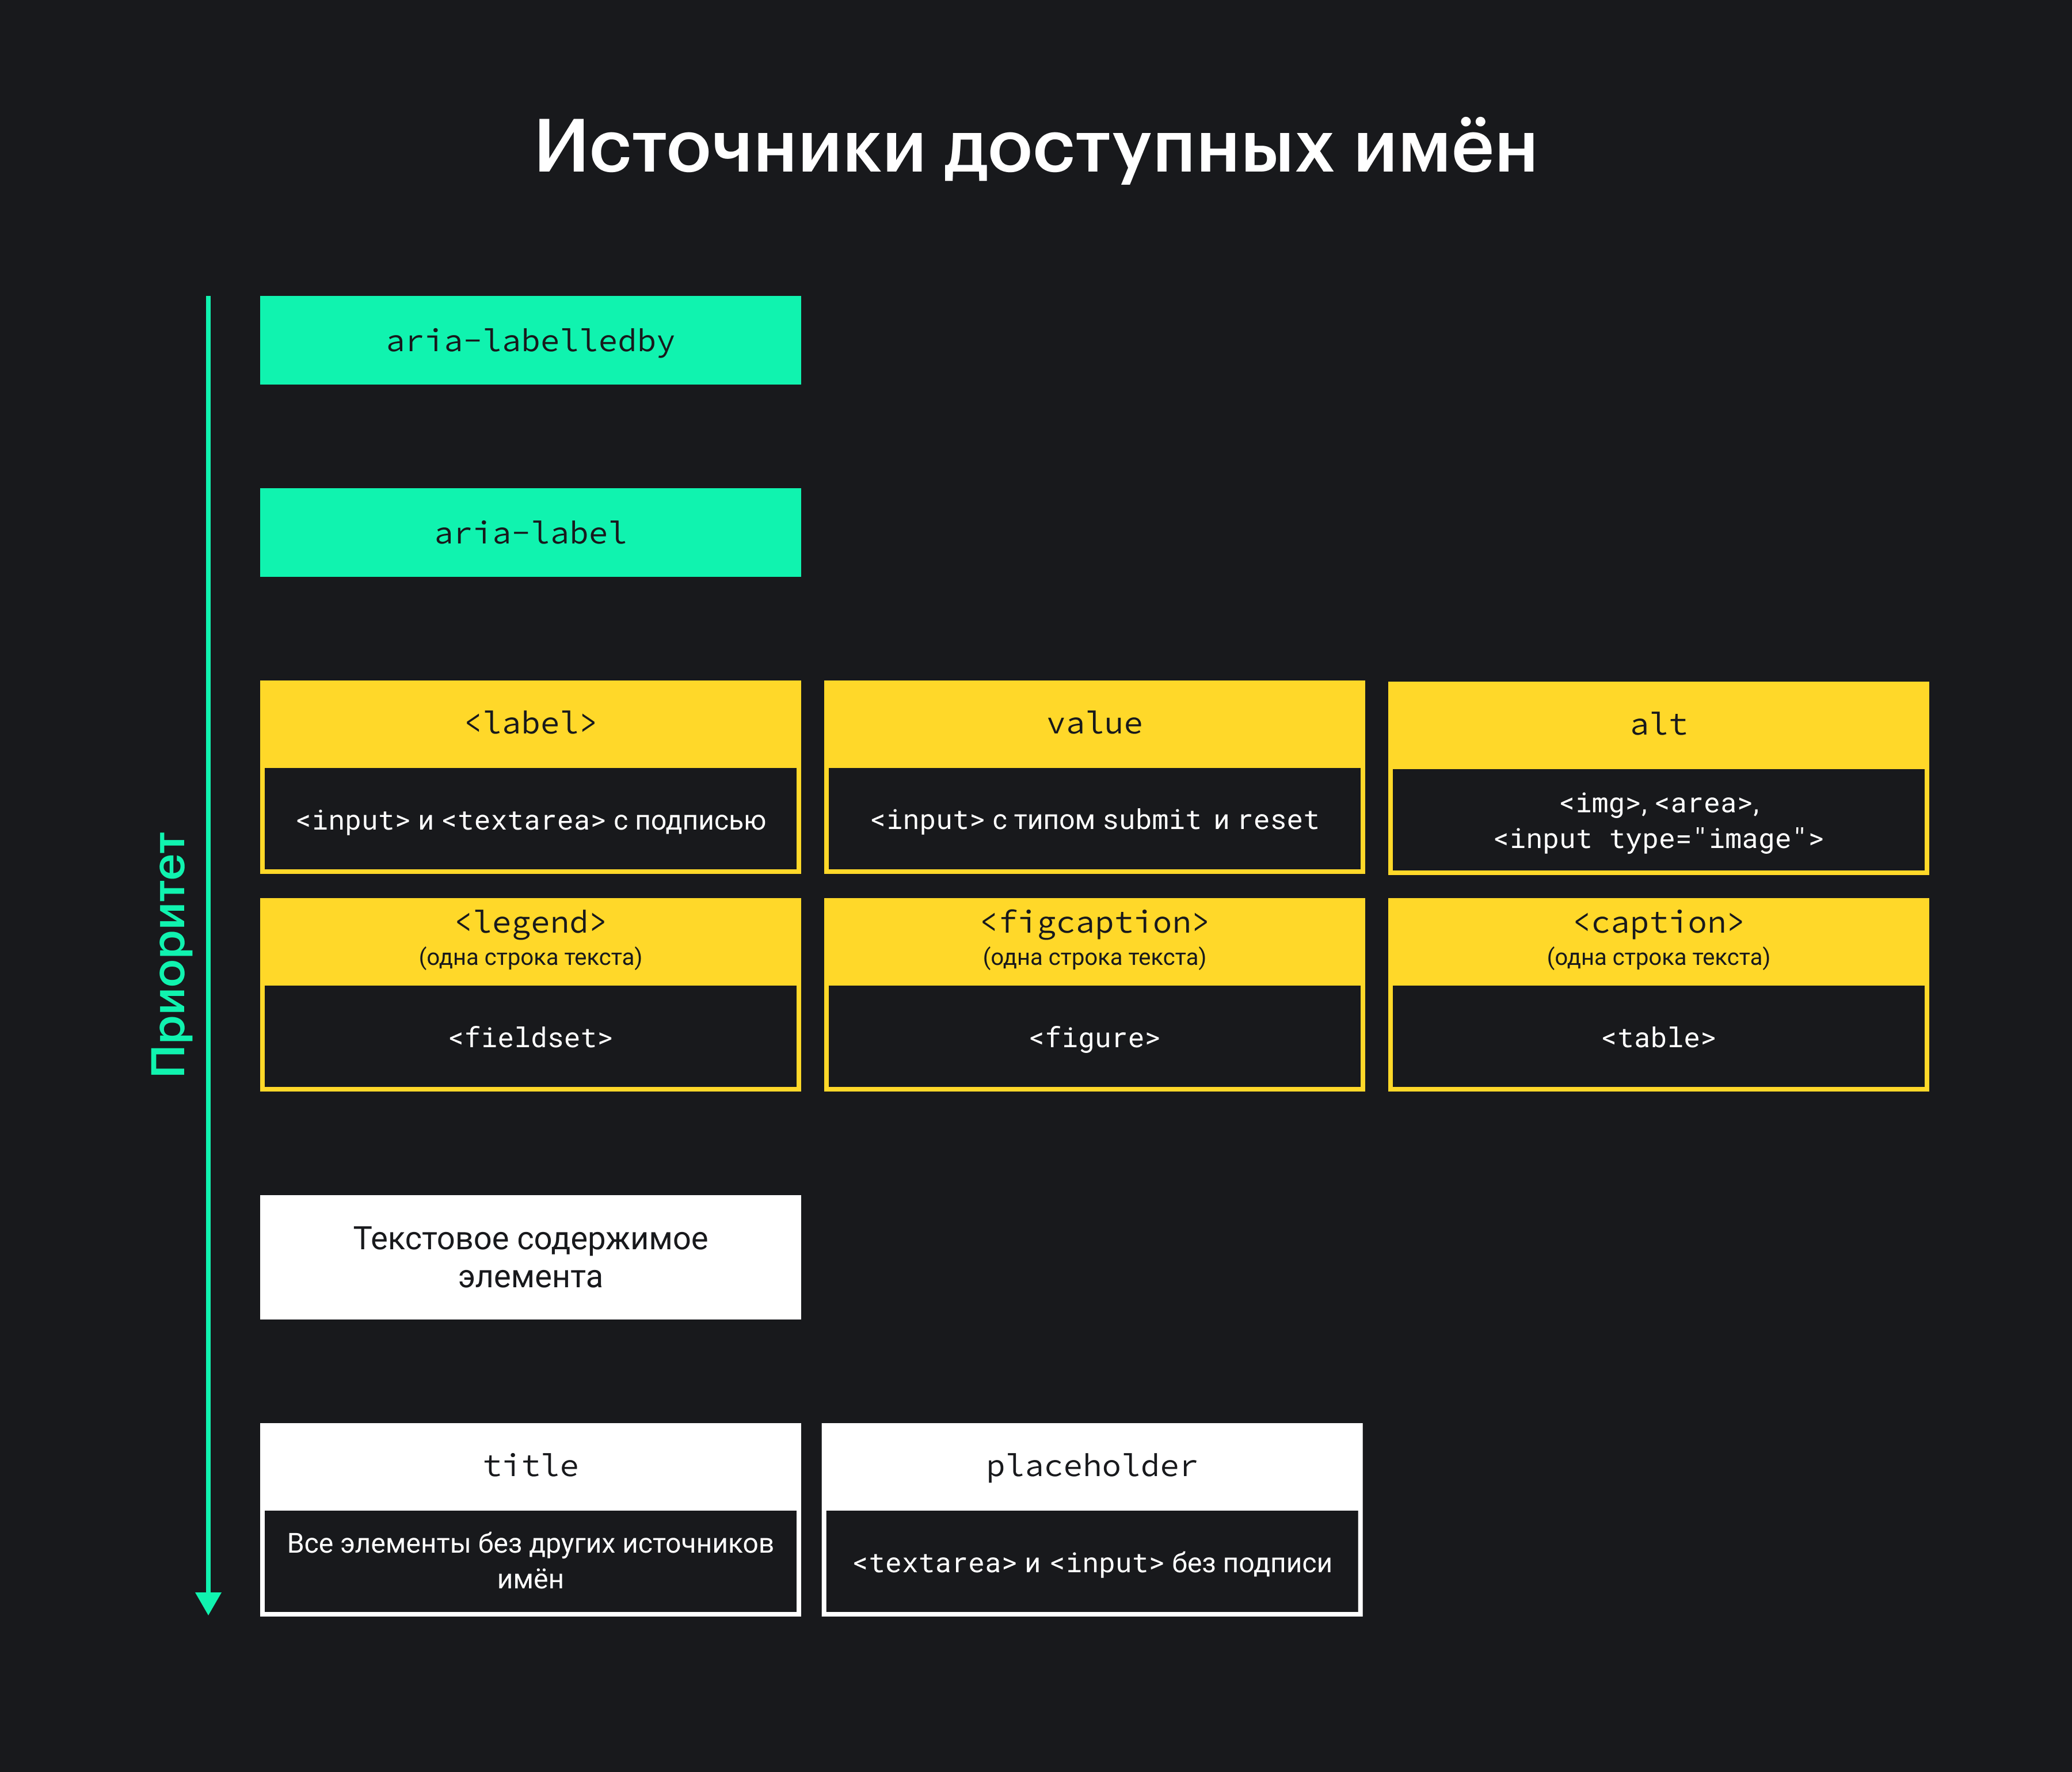 Источники доступных имён
Приоритет
aria-labelledby
aria-label
<label>
<input> и <textarea> с подписью
value
<input> с типом submit и reset
alt
<img>, <area>,
<input type="image">
<legend>
(одна строка текста)
<fieldset>
<figcaption>
(одна строка текста)
<figure>
<caption>
(одна строка текста)
<table>
Текстовое содержимое
элемента
title
Все элементы без других источников
имён
placeholder
<textarea> и <input> без подписи